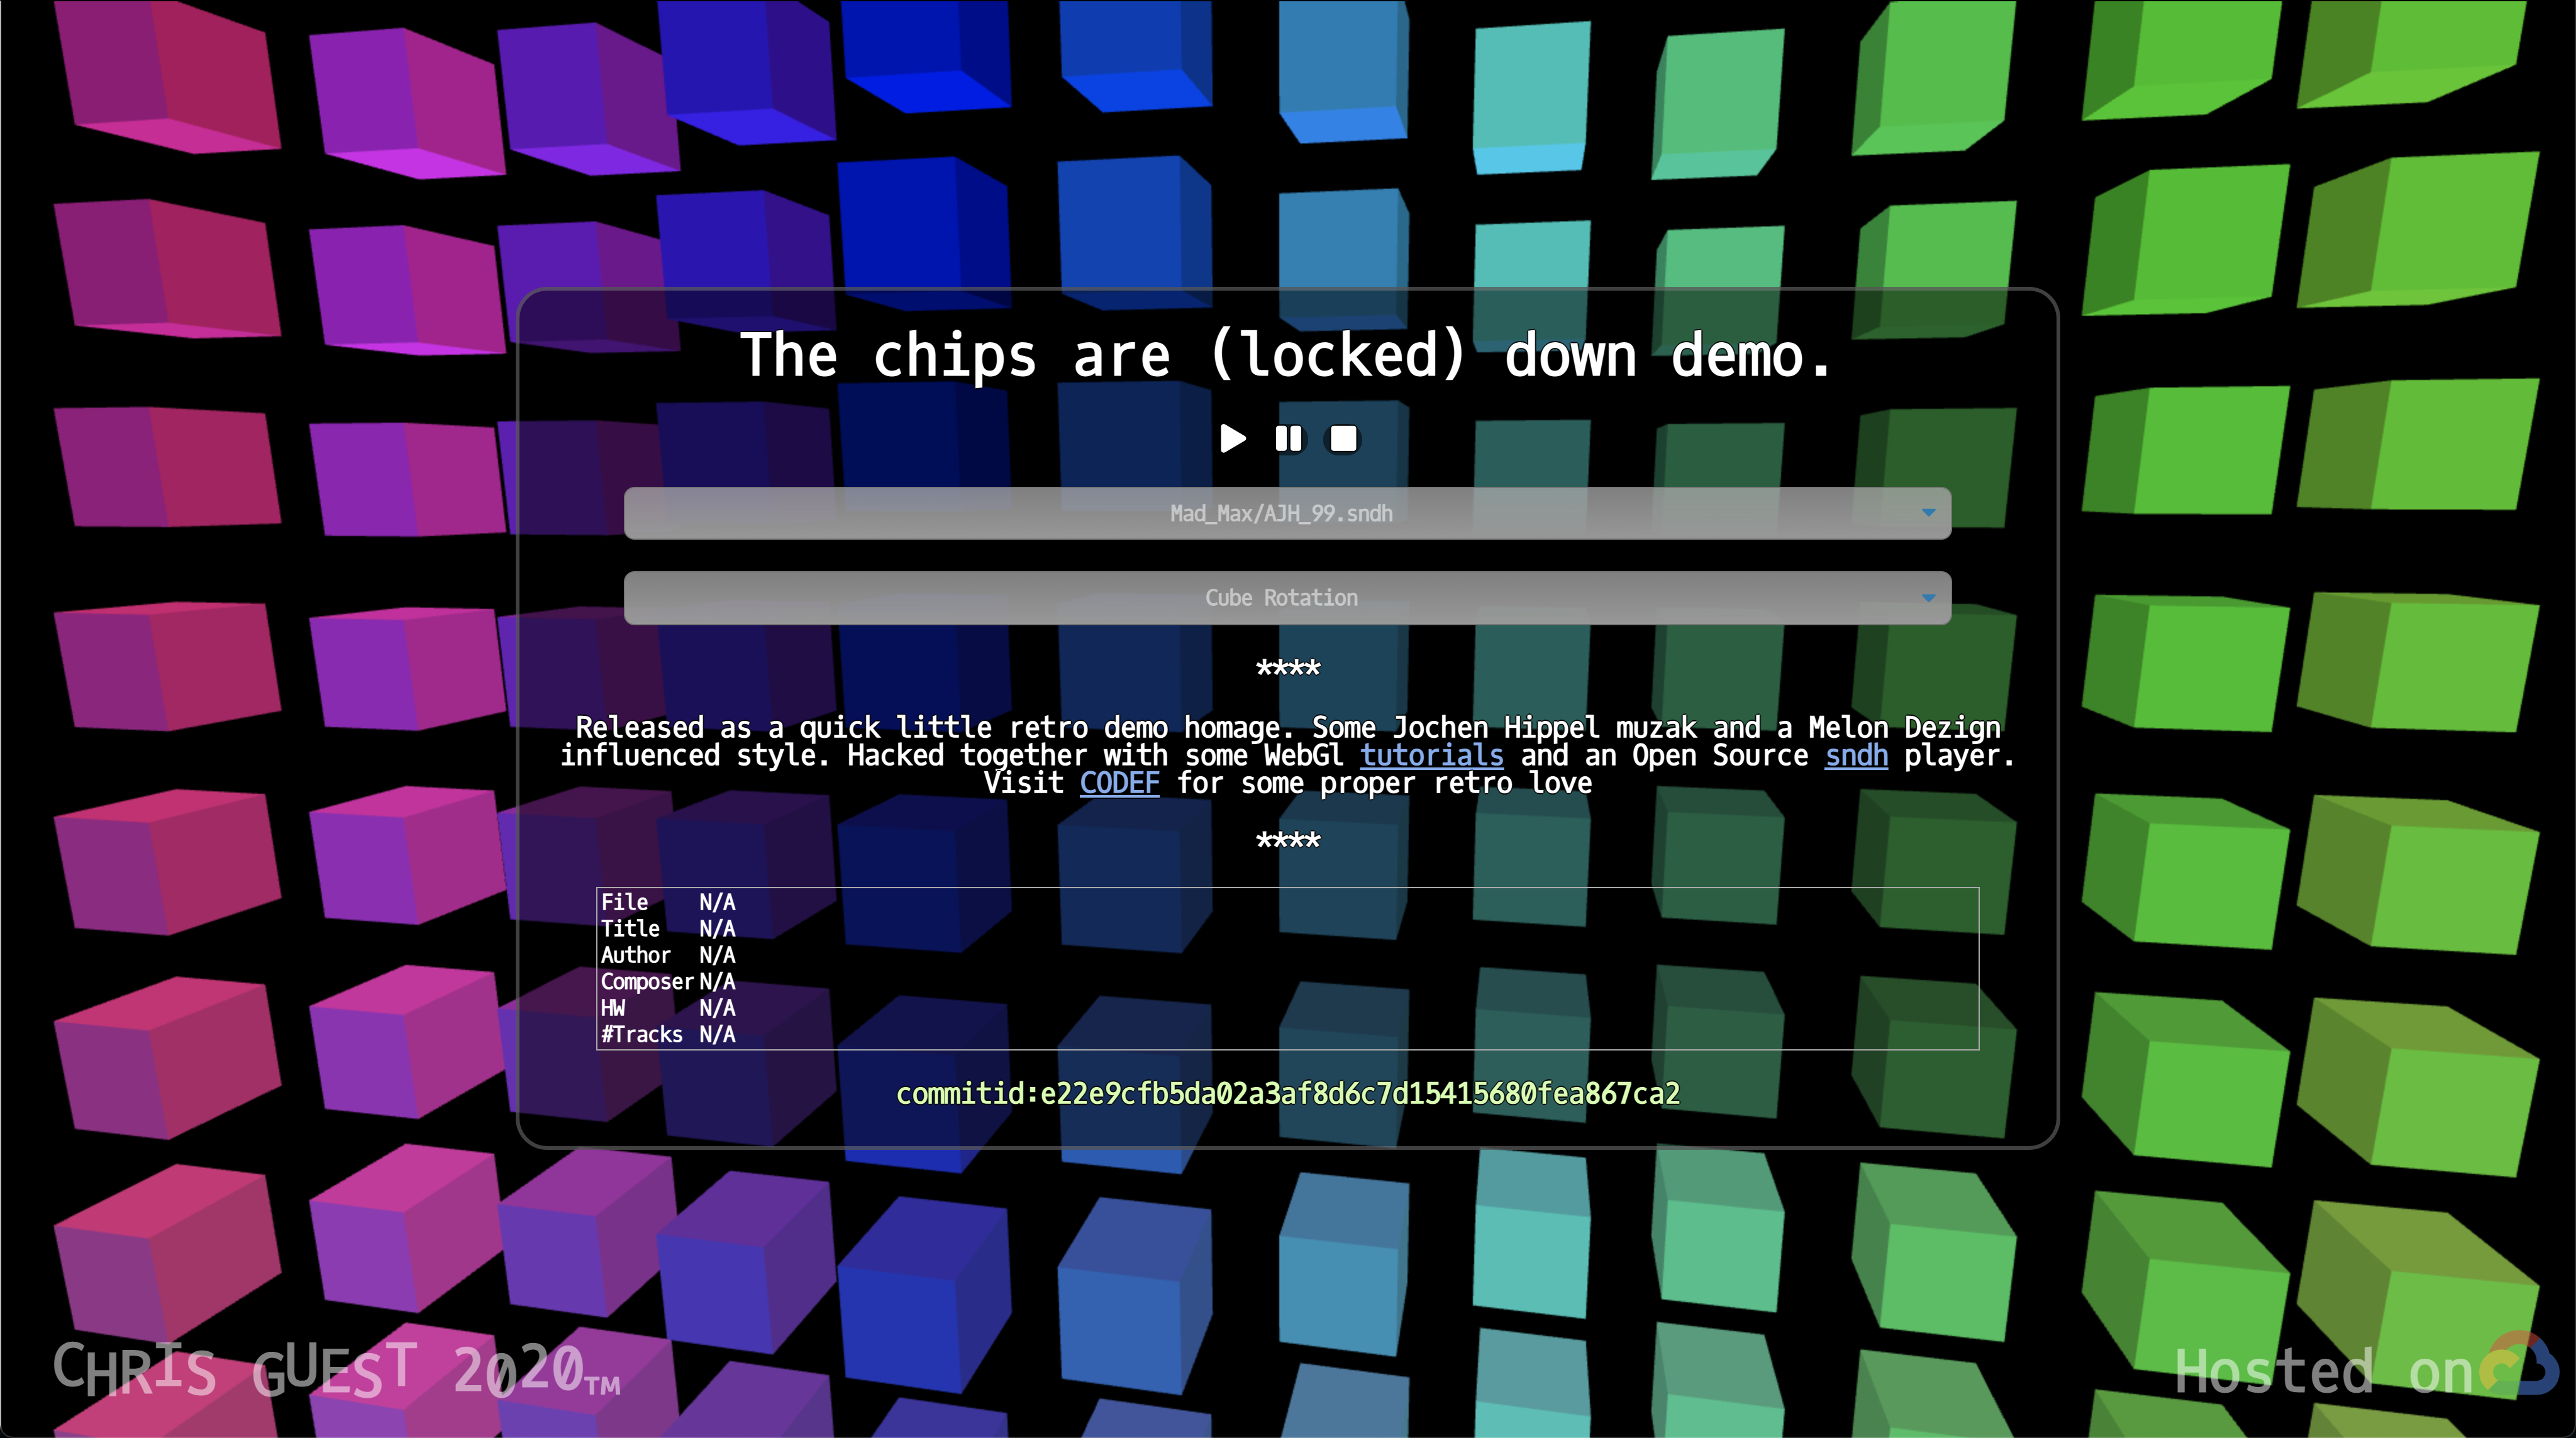 The chips are (locked) down demo.
Mad_Max/AJH_99.sndh
Cube Rotation
****
Released as a quick little retro demo homage. Some Jochen Hippel muzak and a Melon Dezign
influenced style. Hacked together with some WebGl tutorials and an Open Source sndh player.
Visit CODEF for some proper retro love
****
File N/A
Title N/A
Author N/A
Composer N/A
HW N/A
#Tracks N/A
commitid:e22e9cfb5da02a3af8d6c7d15415680fea867ca2
CHRIS GUEST 2020™
Hosted on